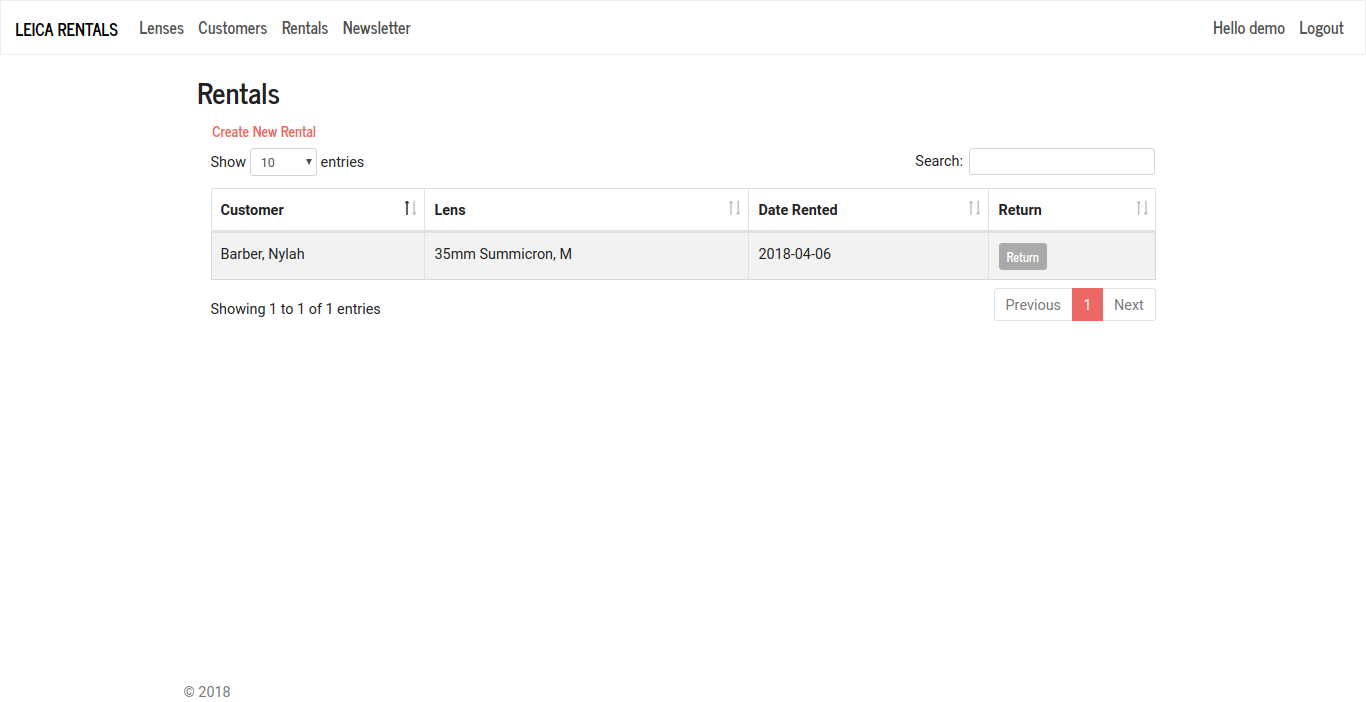 LEICA RENTALS Lenses Customers Rentals Newsletter Hello demo Logout
Rentals
Create New Rental
Show 10 entries Search:
Customer Lens Date Rented Return
Barber, Nylah 35mm Summicron, M 2018-04-06 Return
Showing 1 to 1 of 1 entries Previous 1 Next
© 2018